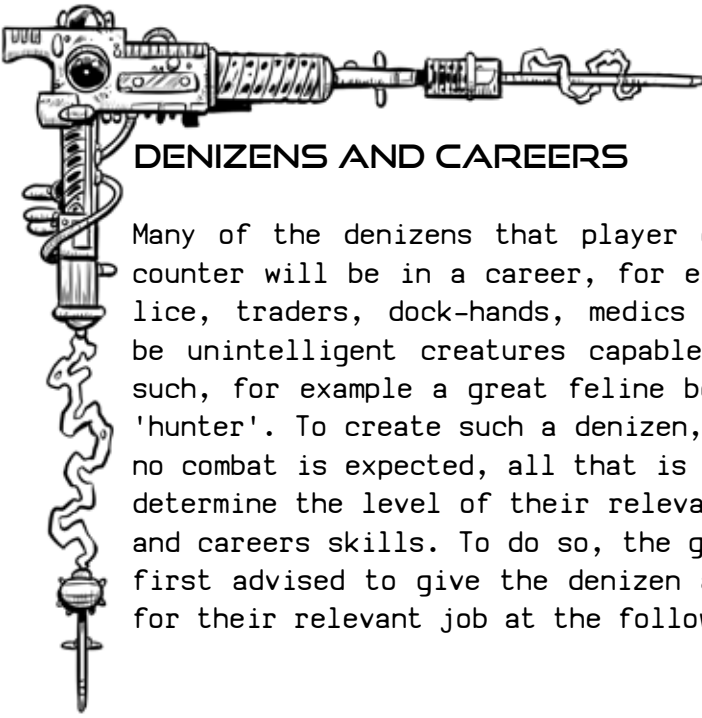 DENIZENS AND CAREERS
Many of the denizens that player
counter will be in a career, for e
lice, traders, dock-hands, medics
be unintelligent creatures capable
such, for example a great feline be
'hunter'. To create such a denizen,
no combat is expected, all that is
determine the level of their releva
and careers skills. To do so, the g
first advised to give the denizen a
for their relevant job at the follow